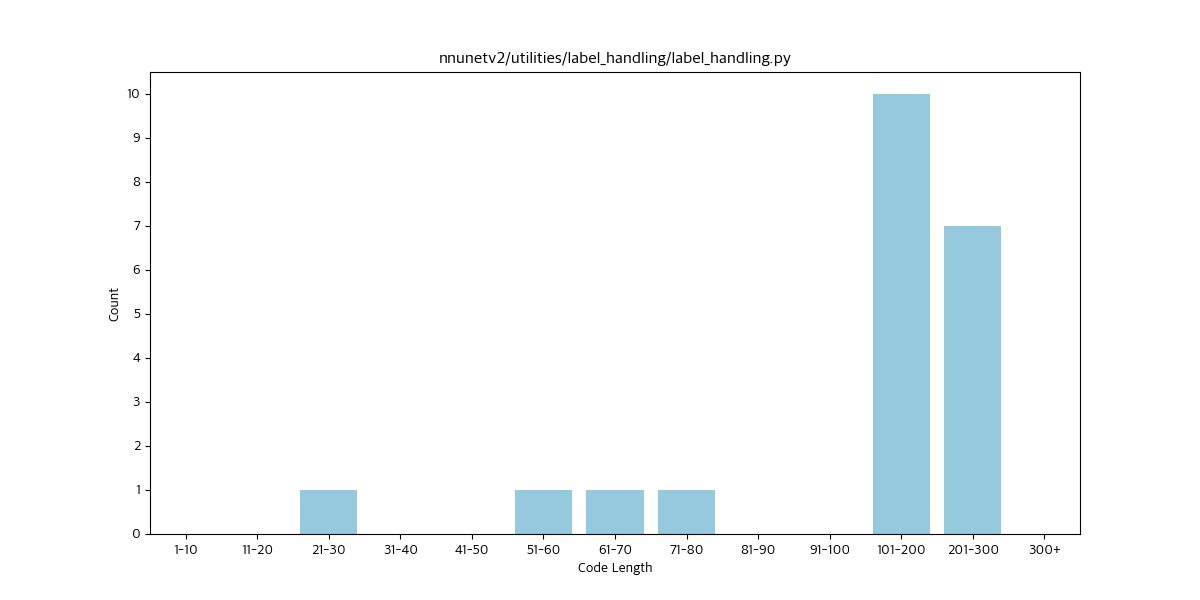 nnunetv2/utilities/label_handling/label_handling.py
10
9
8
7
6
5
4
3
2
1
0
Count
1-10 11-20 21-30 31-40 41-50 51-60 61-70 71-80 81-90 91-100 101-200 201-300 300+
Code Length